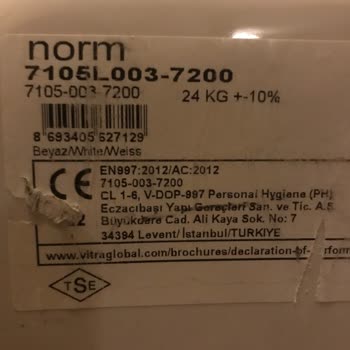 norm
7105L003-7200
7105-003-7200 24 KG +-10%
8 693405 627129
Beyaz/White/Weiss
CE
EN997:2012/AC:2012
7105-003-7200
CL 1-6, V-DOP-997 Personal Hygiene (PH)
Eczacıbaşı Yapı Gereçleri San. ve Tic. A.Ş.
Büyükdere Cad. Ali Kaya Sok. No: 7
34394 Levent/İstanbul/TURKIYE
2
www.vitraglobal.com/brochures/declaration-of-perform
TSE